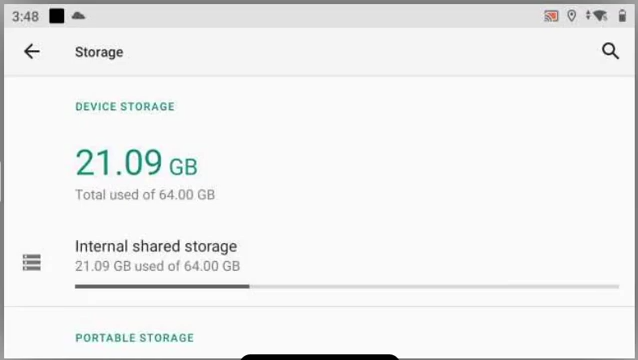 3:48
Storage
DEVICE STORAGE
21.09 GB
Total used of 64.00 GB
Internal shared storage
21.09 GB used of 64.00 GB
PORTABLE STORAGE